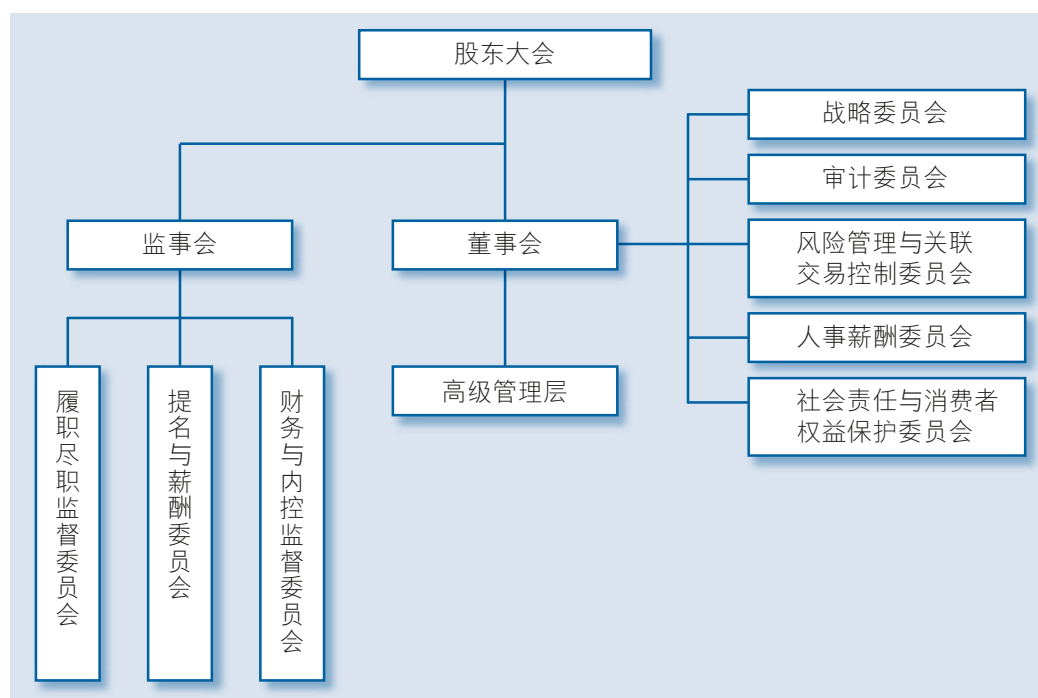 股东大会
监事会
董事会
高级管理层
战略委员会
审计委员会
风险管理与关联
交易控制委员会
人事薪酬委员会
社会责任与消费者
权益保护委员会
履职尽职监督委员会
提名与薪酬委员会
财务与内控监督委员会